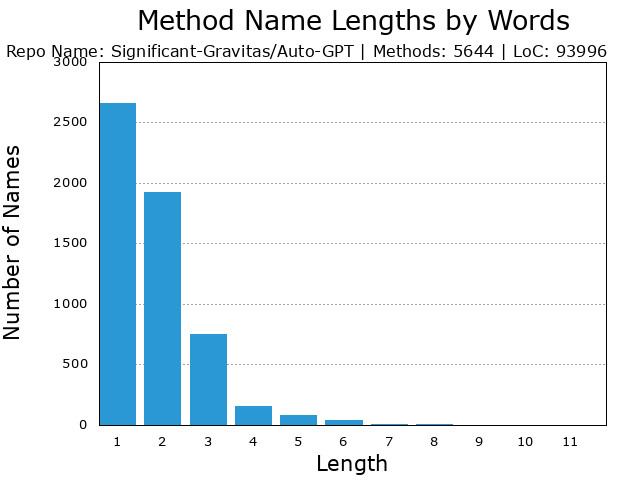 Method Name Lengths by Words
Repo Name: Significant-Gravitas/Auto-GPT | Methods: 5644 | LoC: 93996
Number of Names
3000
2500
2000
1500
1000
500
0
1 2 3 4 5 6 7 8 9 10 11
Length